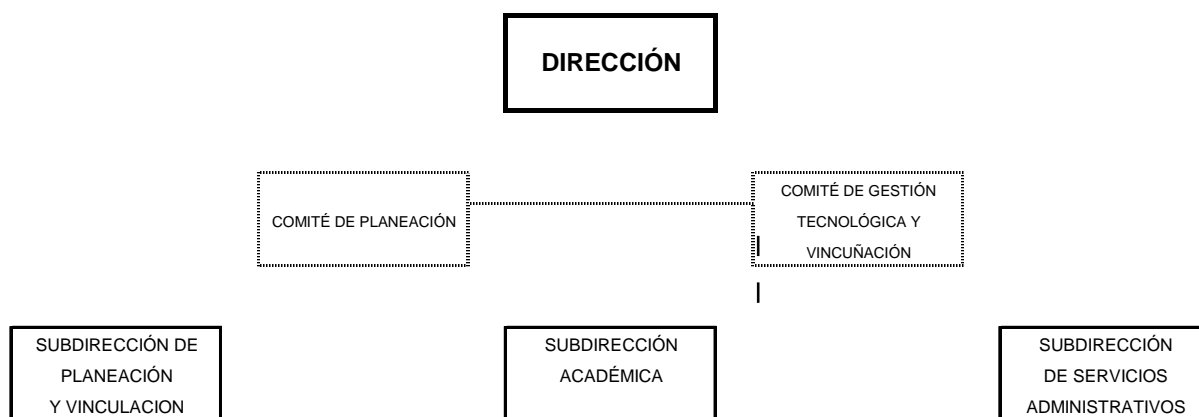 DIRECCIÓN
COMITÉ DE PLANEACIÓN
COMITÉ DE GESTIÓN
TECNOLÓGICA Y
VINCUÑACIÓN
SUBDIRECCIÓN DE
PLANEACIÓN
Y VINCULACION
SUBDIRECCIÓN
ACADÉMICA
SUBDIRECCIÓN
DE SERVICIOS
ADMINISTRATIVOS